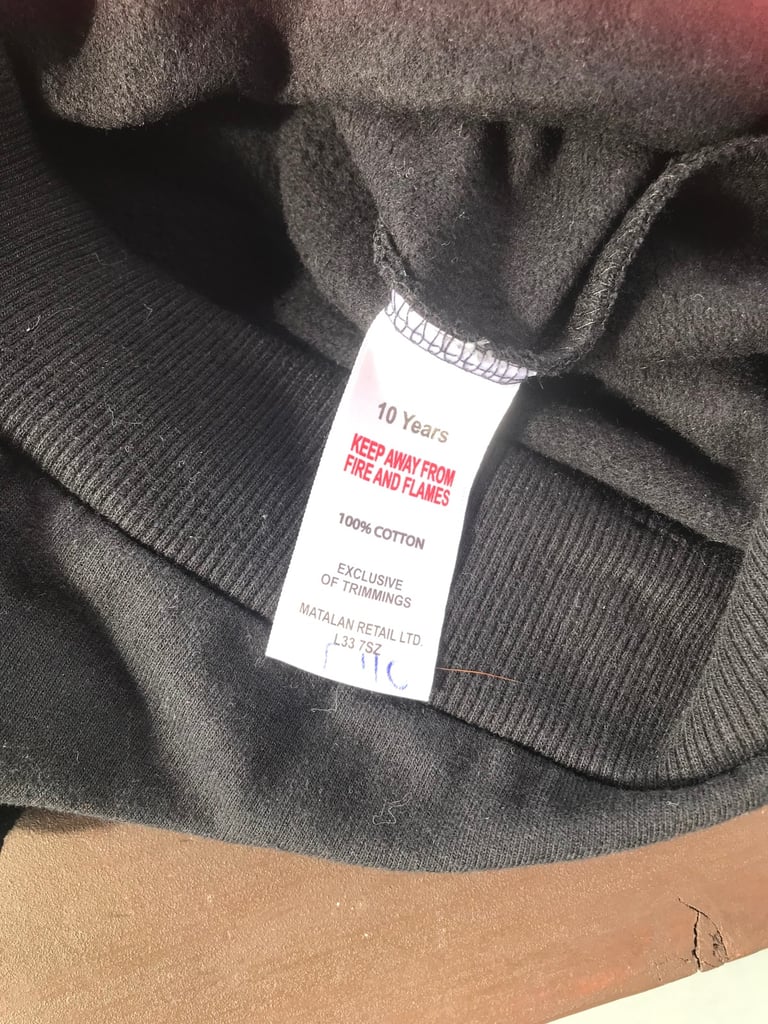 10 Years
KEEP AWAY FROM
FIRE AND FLAMES
100% COTTON
EXCLUSIVE
OF TRIMMINGS
MATALAN RETAIL LTD.
L33 7SZ